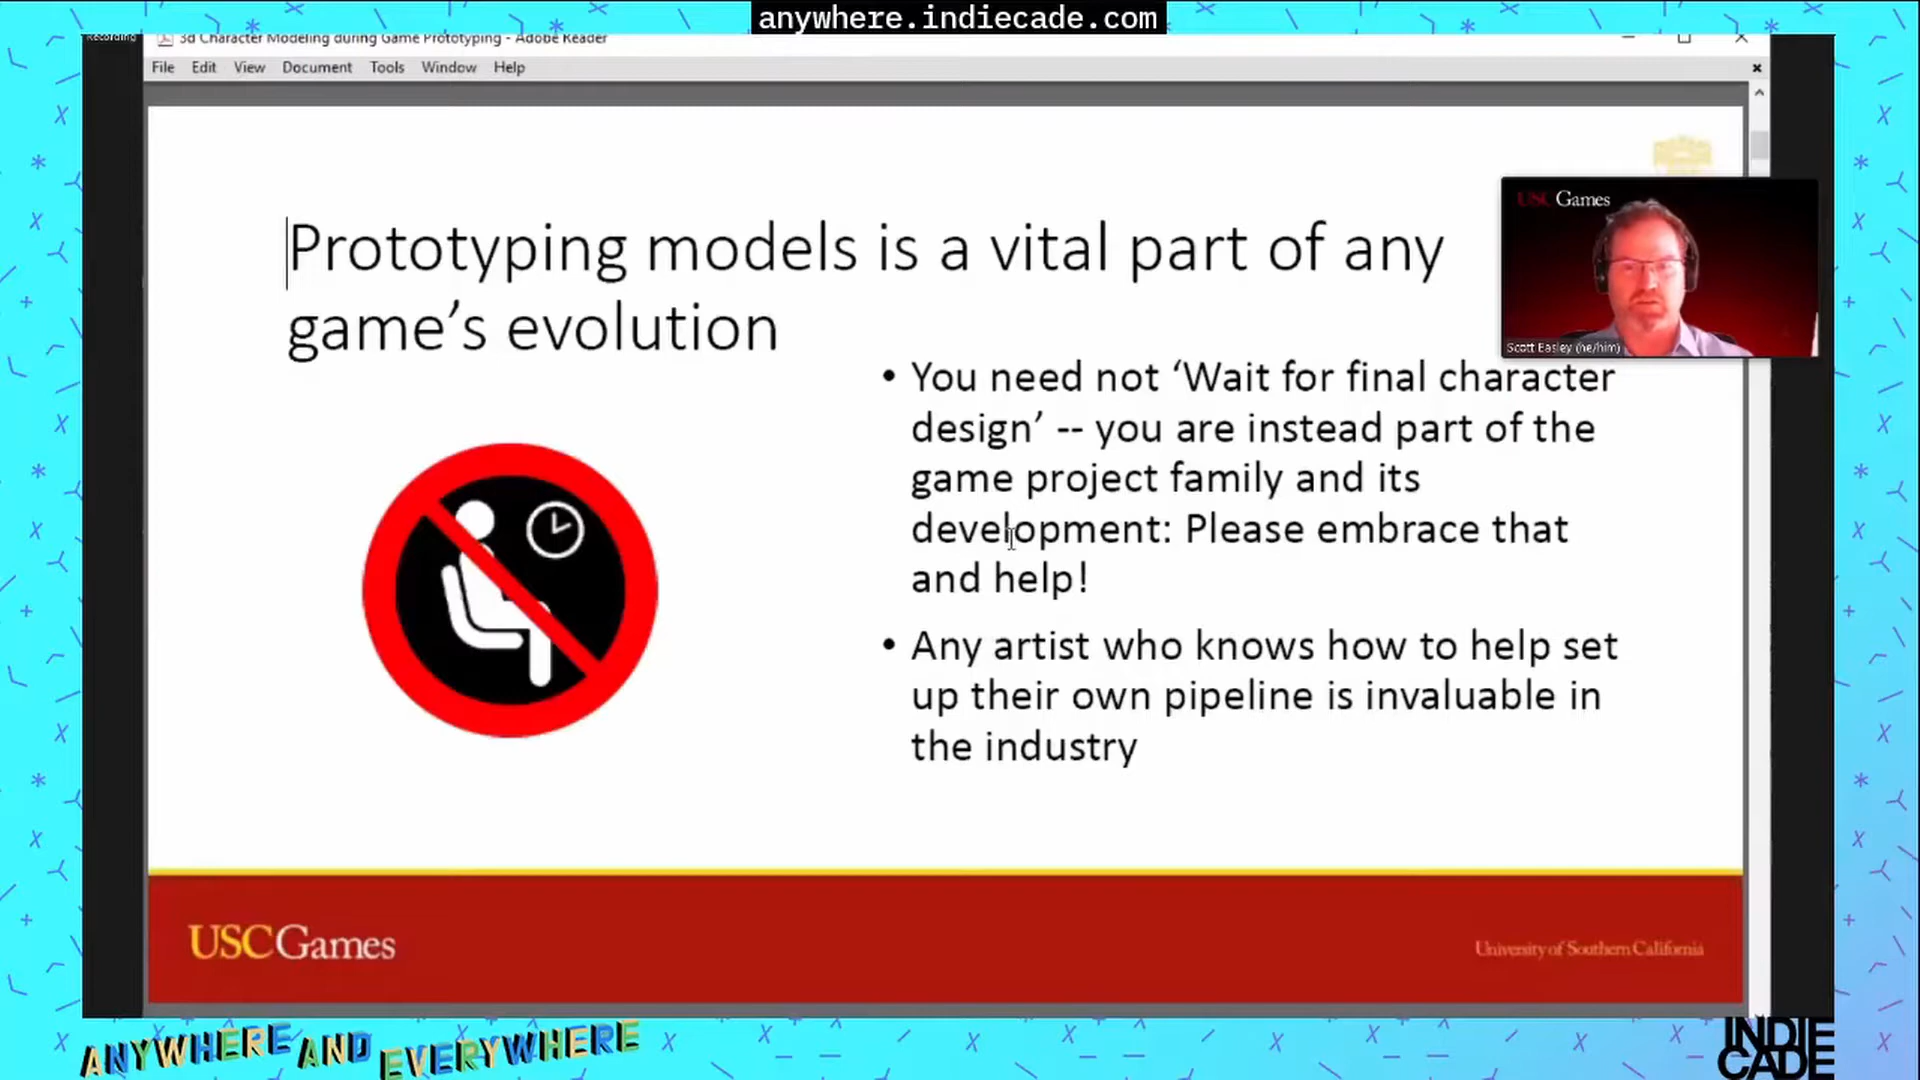 anywhere.indiecade.com
Recording
3d Character Modeling during Game Prototyping - Adobe Reader
File Edit View Document Tools Window Help
USC Games
Scott Easley (he/him)
Prototyping models is a vital part of any
game’s evolution
• You need not ‘Wait for final character
design’ -- you are instead part of the
game project family and its
development: Please embrace that
and help!
• Any artist who knows how to help set
up their own pipeline is invaluable in
the industry
USCGames
University of Southern California
ANYWHERE AND EVERYWHERE
INDIE
CADE